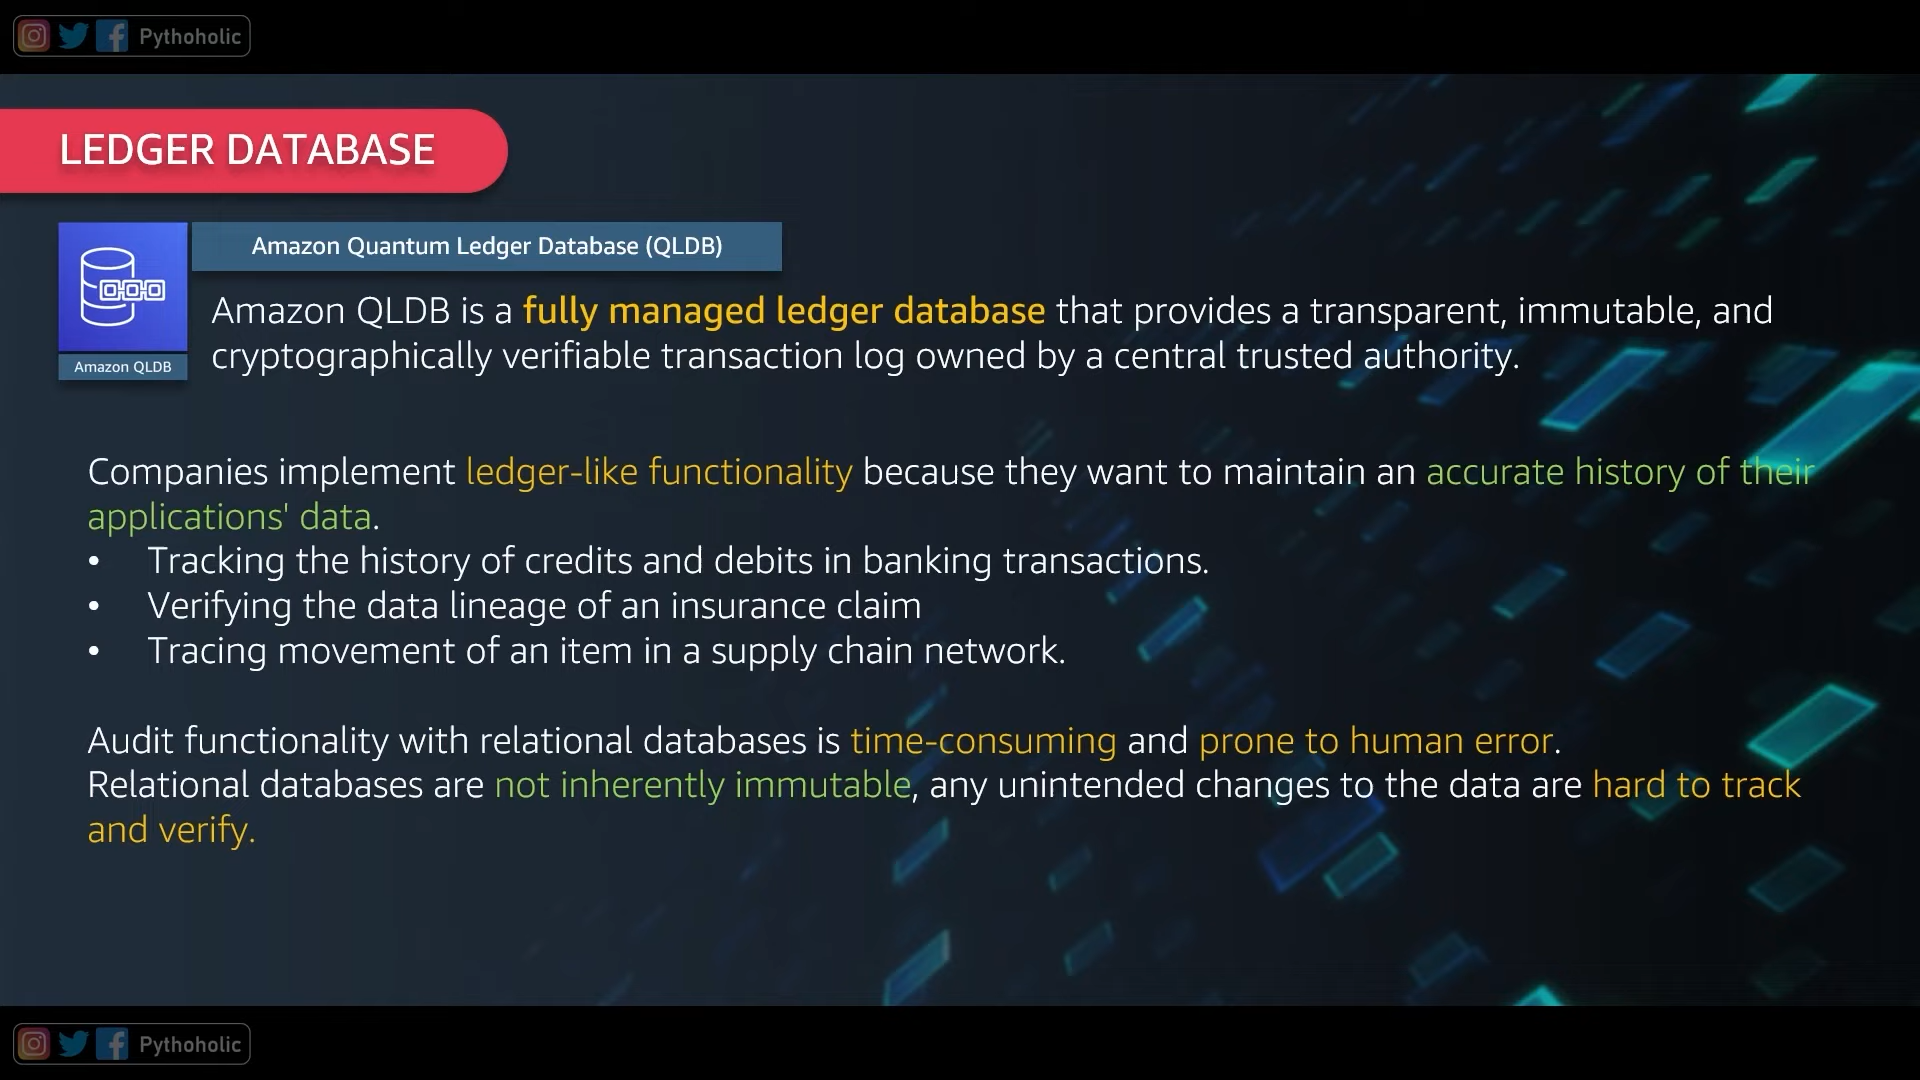 Pythoholic
LEDGER DATABASE
Amazon Quantum Ledger Database (QLDB)
Amazon QLDB
Amazon QLDB is a fully managed ledger database that provides a transparent, immutable, and
cryptographically verifiable transaction log owned by a central trusted authority.
Companies implement ledger-like functionality because they want to maintain an accurate history of their
applications' data.
• Tracking the history of credits and debits in banking transactions.
• Verifying the data lineage of an insurance claim
• Tracing movement of an item in a supply chain network.
Audit functionality with relational databases is time-consuming and prone to human error.
Relational databases are not inherently immutable, any unintended changes to the data are hard to track
and verify.
Pythoholic